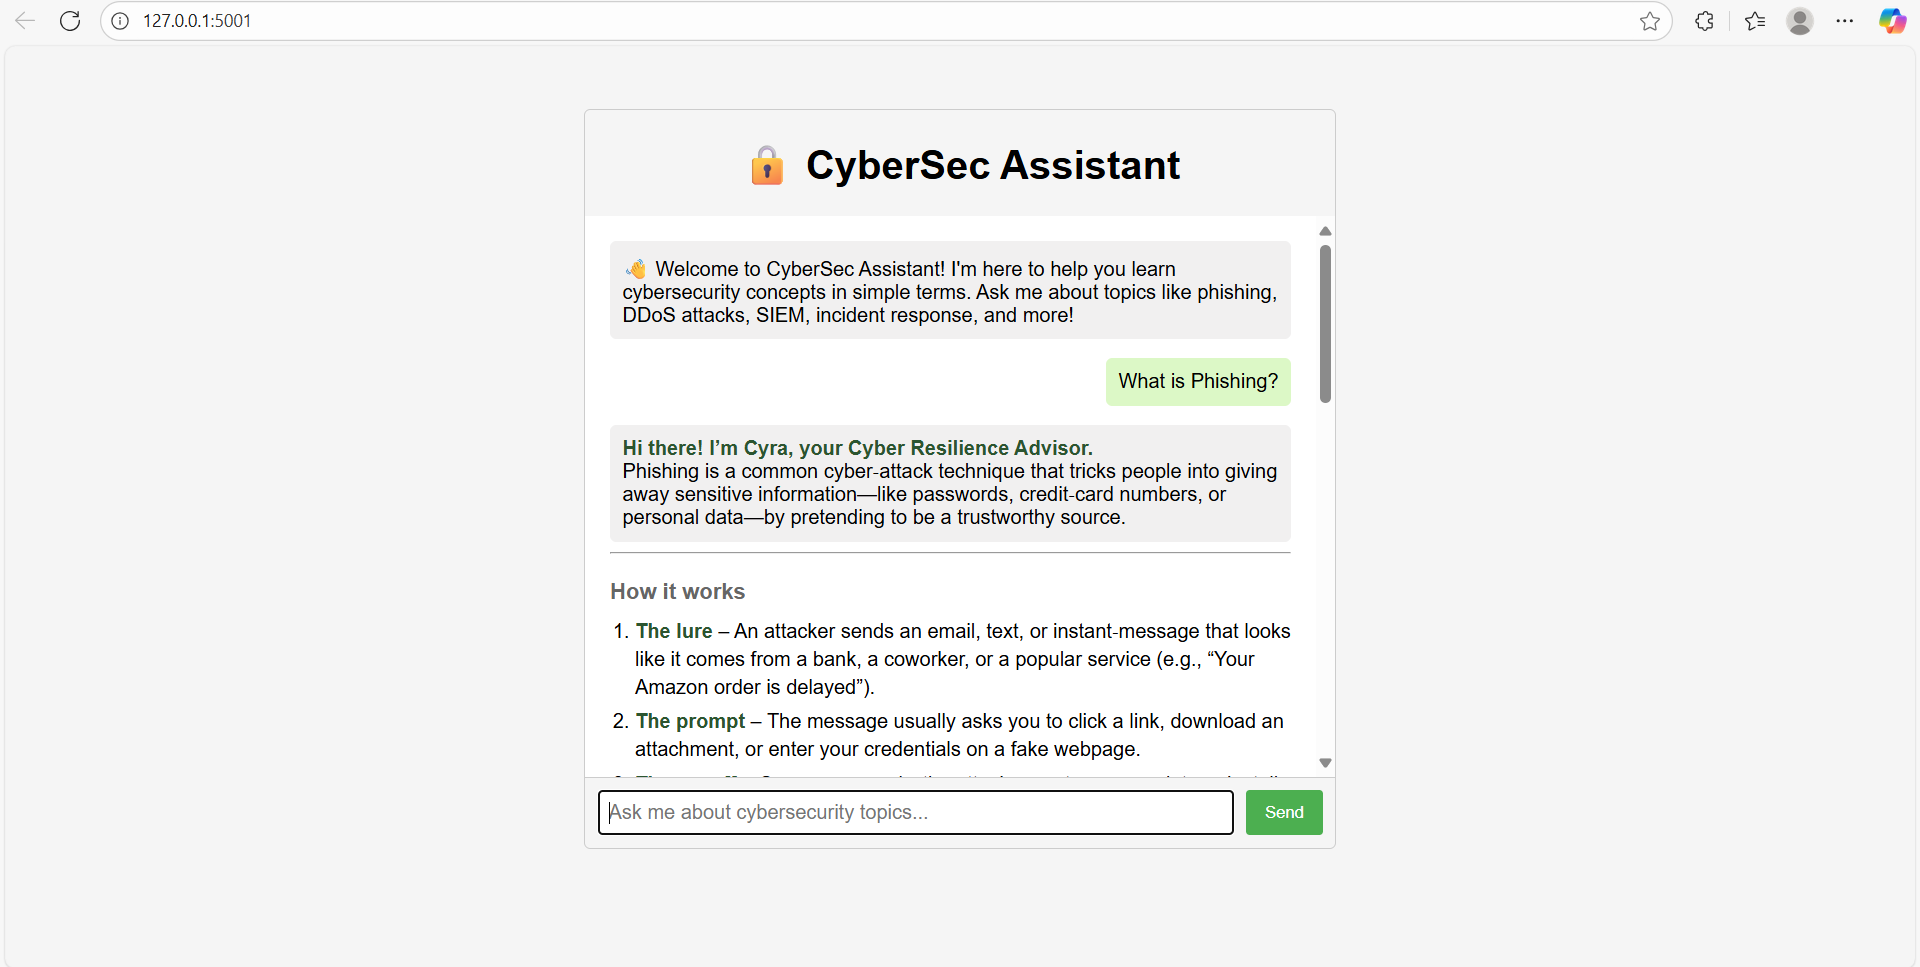 127.0.0.1:5001
🔒 CyberSec Assistant
👋 Welcome to CyberSec Assistant! I'm here to help you learn
cybersecurity concepts in simple terms. Ask me about topics like phishing,
DDoS attacks, SIEM, incident response, and more!
What is Phishing?
Hi there! I’m Cyra, your Cyber Resilience Advisor.
Phishing is a common cyber-attack technique that tricks people into giving
away sensitive information—like passwords, credit-card numbers, or
personal data—by pretending to be a trustworthy source.
How it works
1. The lure – An attacker sends an email, text, or instant-message that looks
like it comes from a bank, a coworker, or a popular service (e.g., “Your
Amazon order is delayed”).
2. The prompt – The message usually asks you to click a link, download an
attachment, or enter your credentials on a fake webpage.
Ask me about cybersecurity topics...
Send